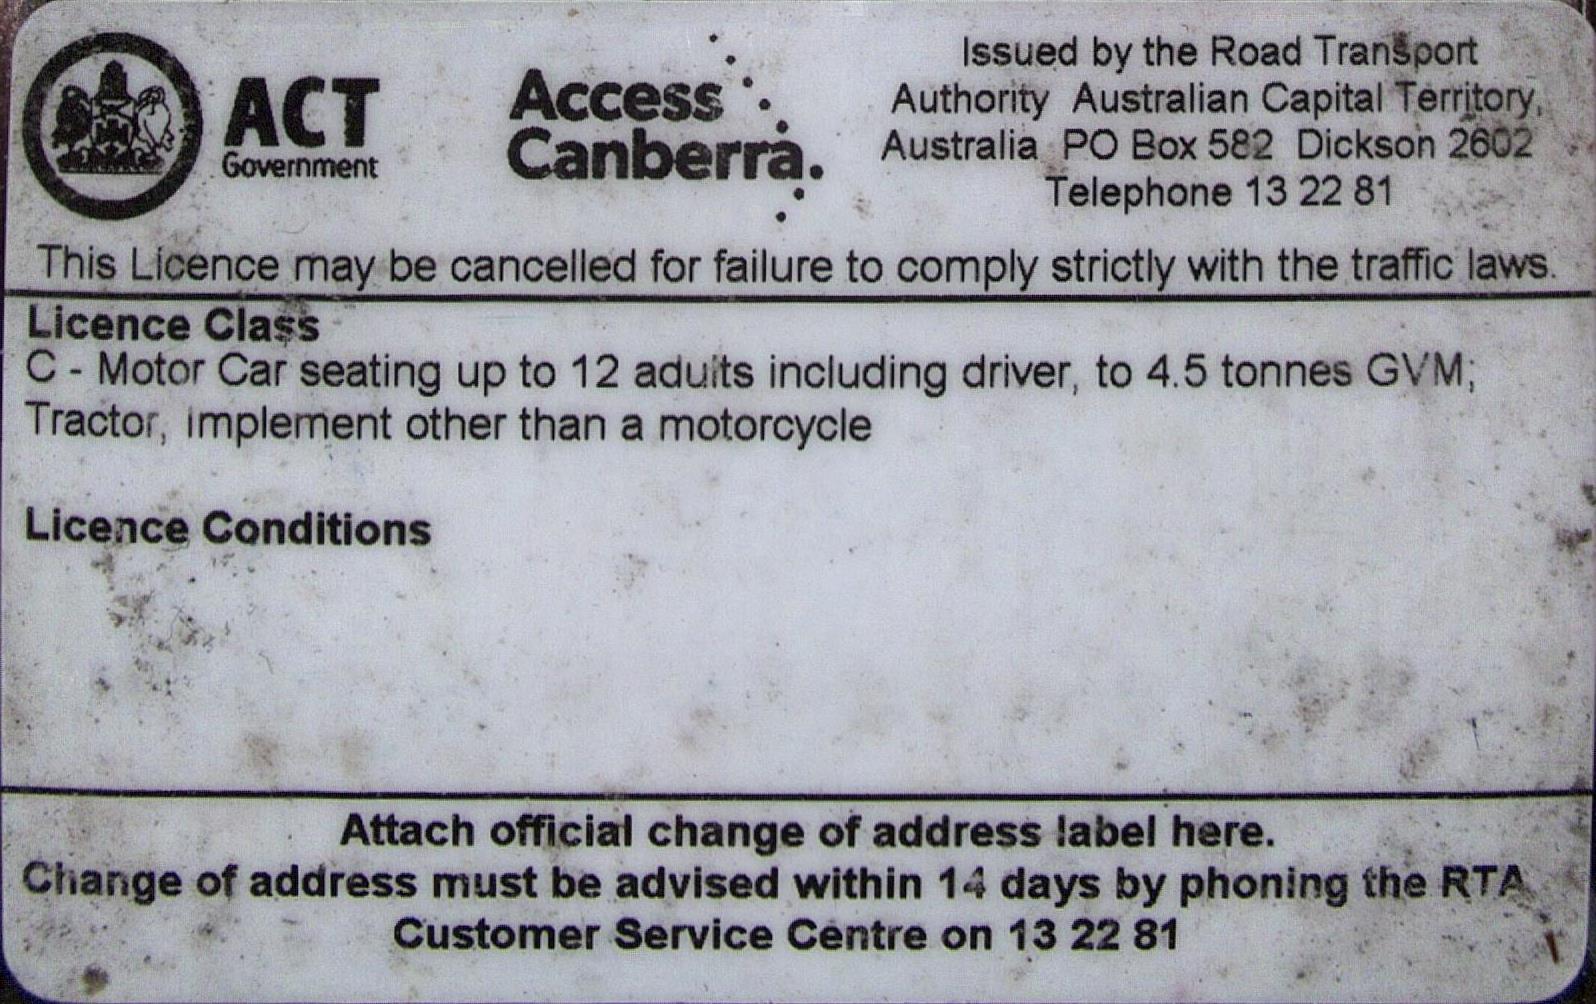 ACT
Government
Access
Canberra.
Issued by the Road Transport
Authority Australian Capital Territory,
Australia PO Box 582 Dickson 2602
Telephone 13 22 81
This Licence may be cancelled for failure to comply strictly with the traffic laws.
Licence Class
C - Motor Car seating up to 12 adults including driver, to 4.5 tonnes GVM;
Tractor, implement other than a motorcycle
Licence Conditions
Attach official change of address label here.
Change of address must be advised within 14 days by phoning the RTA
Customer Service Centre on 13 22 81